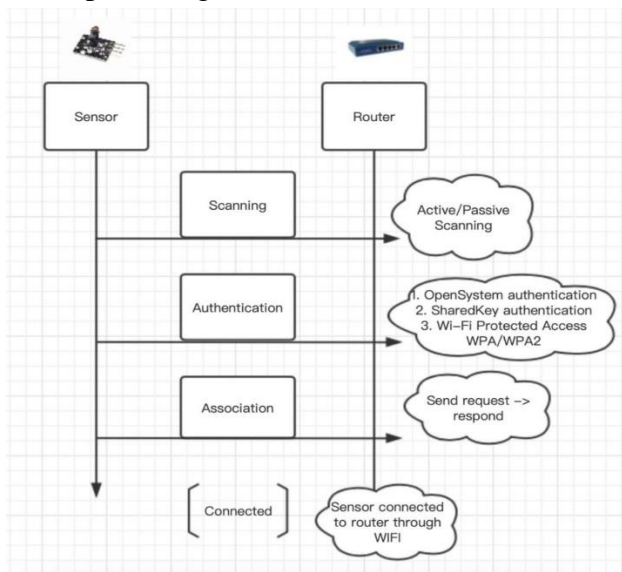 Sensor
Router
Scanning
Active/Passive
Scanning
Authentication
1. OpenSystem authentication
2. SharedKey authentication
3. Wi-Fi Protected Access
WPA/WPA2
Association
Send request ->
respond
Connected
Sensor connected
to router through
WIFI